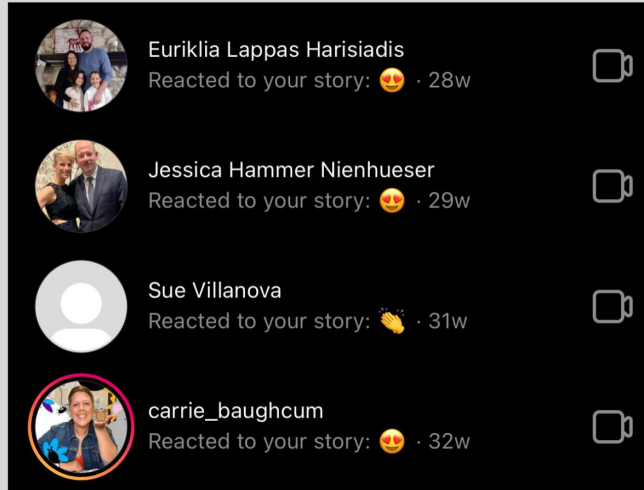 Euriklia Lappas Harisiadis
Reacted to your story: 😍 · 28w
Jessica Hammer Nienhueser
Reacted to your story: 😍 · 29w
Sue Villanova
Reacted to your story: 👏 · 31w
carrie_baughcum
Reacted to your story: 😍 · 32w